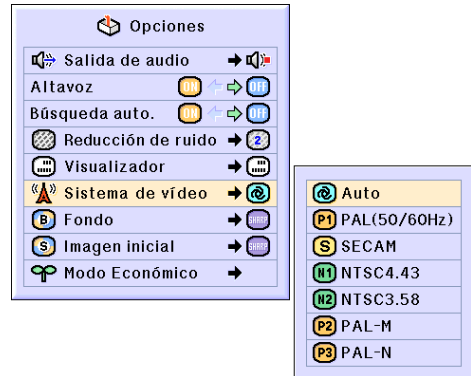 Opciones
Salida de audio
Altavoz ON OFF
Búsqueda auto. ON OFF
Reducción de ruido 2
Visualizador
Sistema de vídeo
B Fondo SHARP
S Imagen inicial SHARP
Modo Económico
Auto
P1 PAL(50/60Hz)
S SECAM
N1 NTSC4.43
N2 NTSC3.58
P2 PAL-M
P3 PAL-N